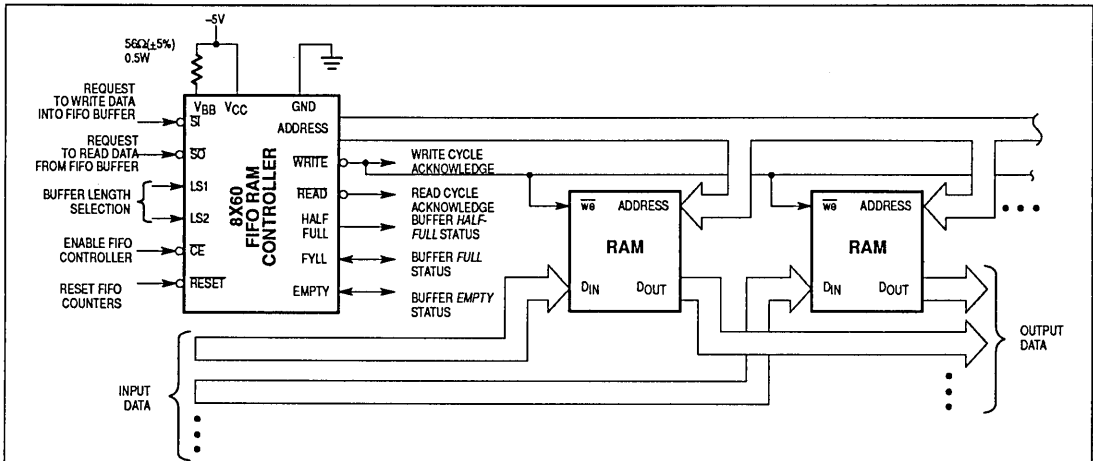 –5V
56Ω(±5%)
0.5W
REQUEST
TO WRITE DATA
INTO FIFO BUFFER
REQUEST
TO READ DATA
FROM FIFO BUFFER
BUFFER LENGTH
SELECTION
ENABLE FIFO
CONTROLLER
RESET FIFO
COUNTERS
VBB
VCC
GND
SI
SO
LS1
LS2
CE
RESET
8X60
FIFO RAM
CONTROLLER
ADDRESS
WRITE
READ
HALF
FULL
FYLL
EMPTY
WRITE CYCLE
ACKNOWLEDGE
READ CYCLE
ACKNOWLEDGE
BUFFER HALF-
FULL STATUS
BUFFER FULL
STATUS
BUFFER EMPTY
STATUS
we ADDRESS
RAM
DIN DOUT
we ADDRESS
RAM
DIN DOUT
INPUT
DATA
OUTPUT
DATA